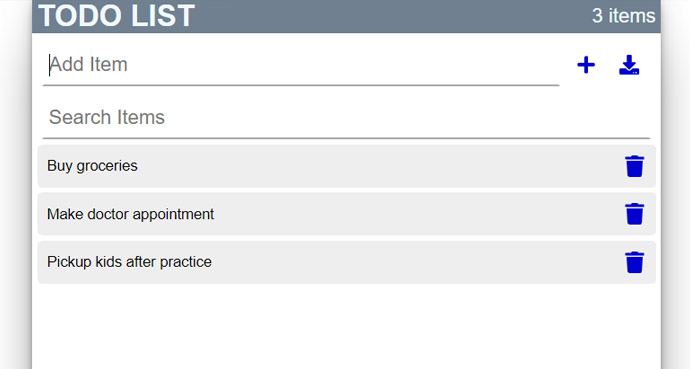 TODO LIST
3 items
Add Item
Search Items
Buy groceries
Make doctor appointment
Pickup kids after practice